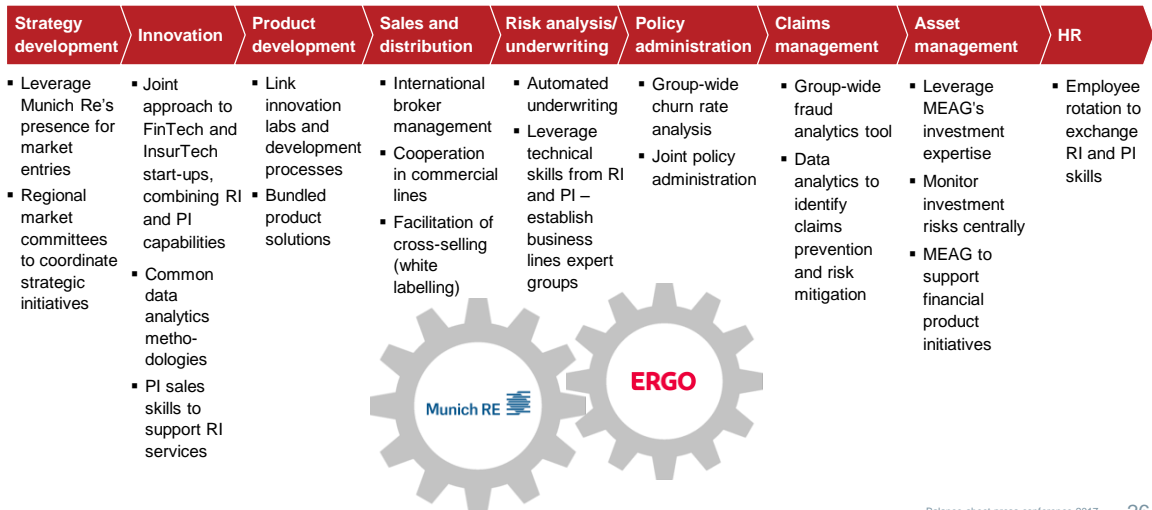 Strategy
development
Innovation
Product
development
Sales and
distribution
Risk analysis/
underwriting
Policy
administration
Claims
management
Asset
management
HR
▪ Leverage
Munich Re's
presence for
market
entries
▪ Regional
market
committees
to coordinate
strategic
initiatives
▪ Joint
approach to
FinTech and
InsurTech
start-ups,
combining RI
and PI
capabilities
▪ Common
data
analytics
metho-
dologies
▪ PI sales
skills to
support RI
services
▪ Link
innovation
labs and
development
processes
▪ Bundled
product
solutions
▪ International
broker
management
▪ Cooperation
in commercial
lines
▪ Facilitation of
cross-selling
(white
labelling)
▪ Automated
underwriting
▪ Leverage
technical
skills from RI
and PI –
establish
business
lines expert
groups
▪ Group-wide
churn rate
analysis
▪ Joint policy
administration
▪ Group-wide
fraud
analytics tool
▪ Data
analytics to
identify
claims
prevention
and risk
mitigation
▪ Leverage
MEAG's
investment
expertise
▪ Monitor
investment
risks centrally
▪ MEAG to
support
financial
product
initiatives
▪ Employee
rotation to
exchange
RI and PI
skills
Munich RE
ERGO